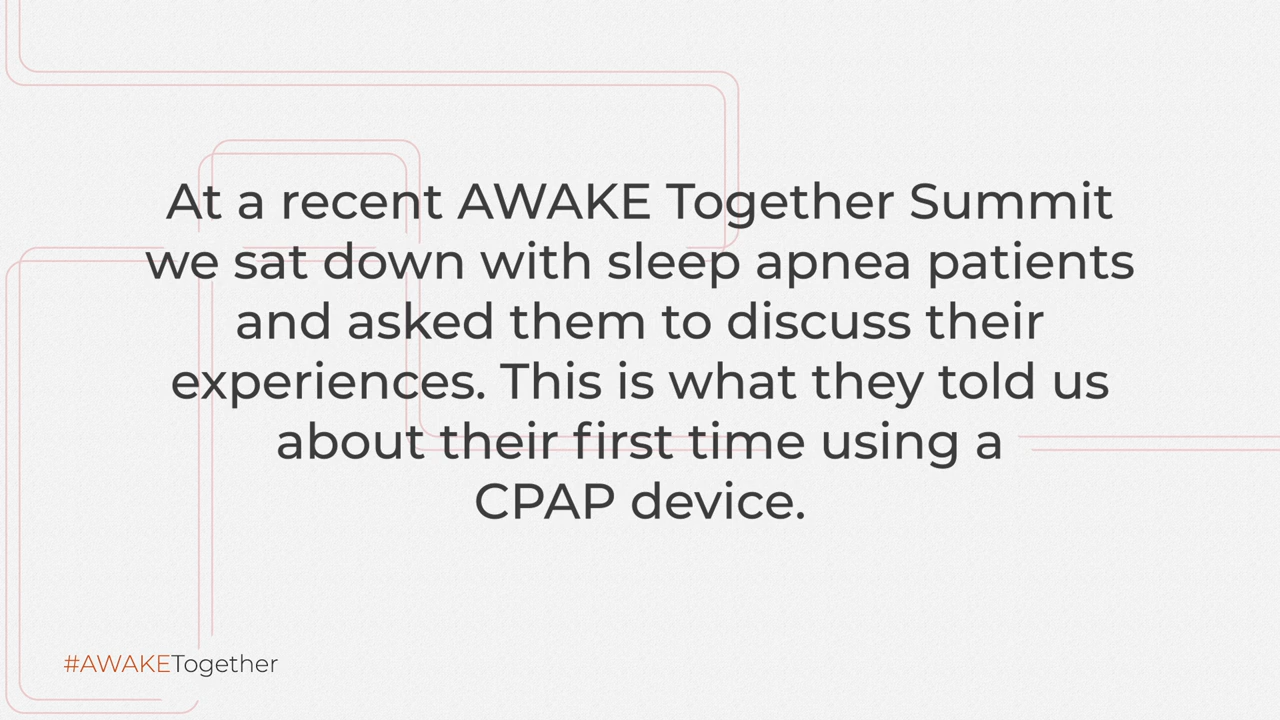 At a recent AWAKE Together Summit
we sat down with sleep apnea patients
and asked them to discuss their
experiences. This is what they told us
about their first time using a
CPAP device.
#AWAKETogether